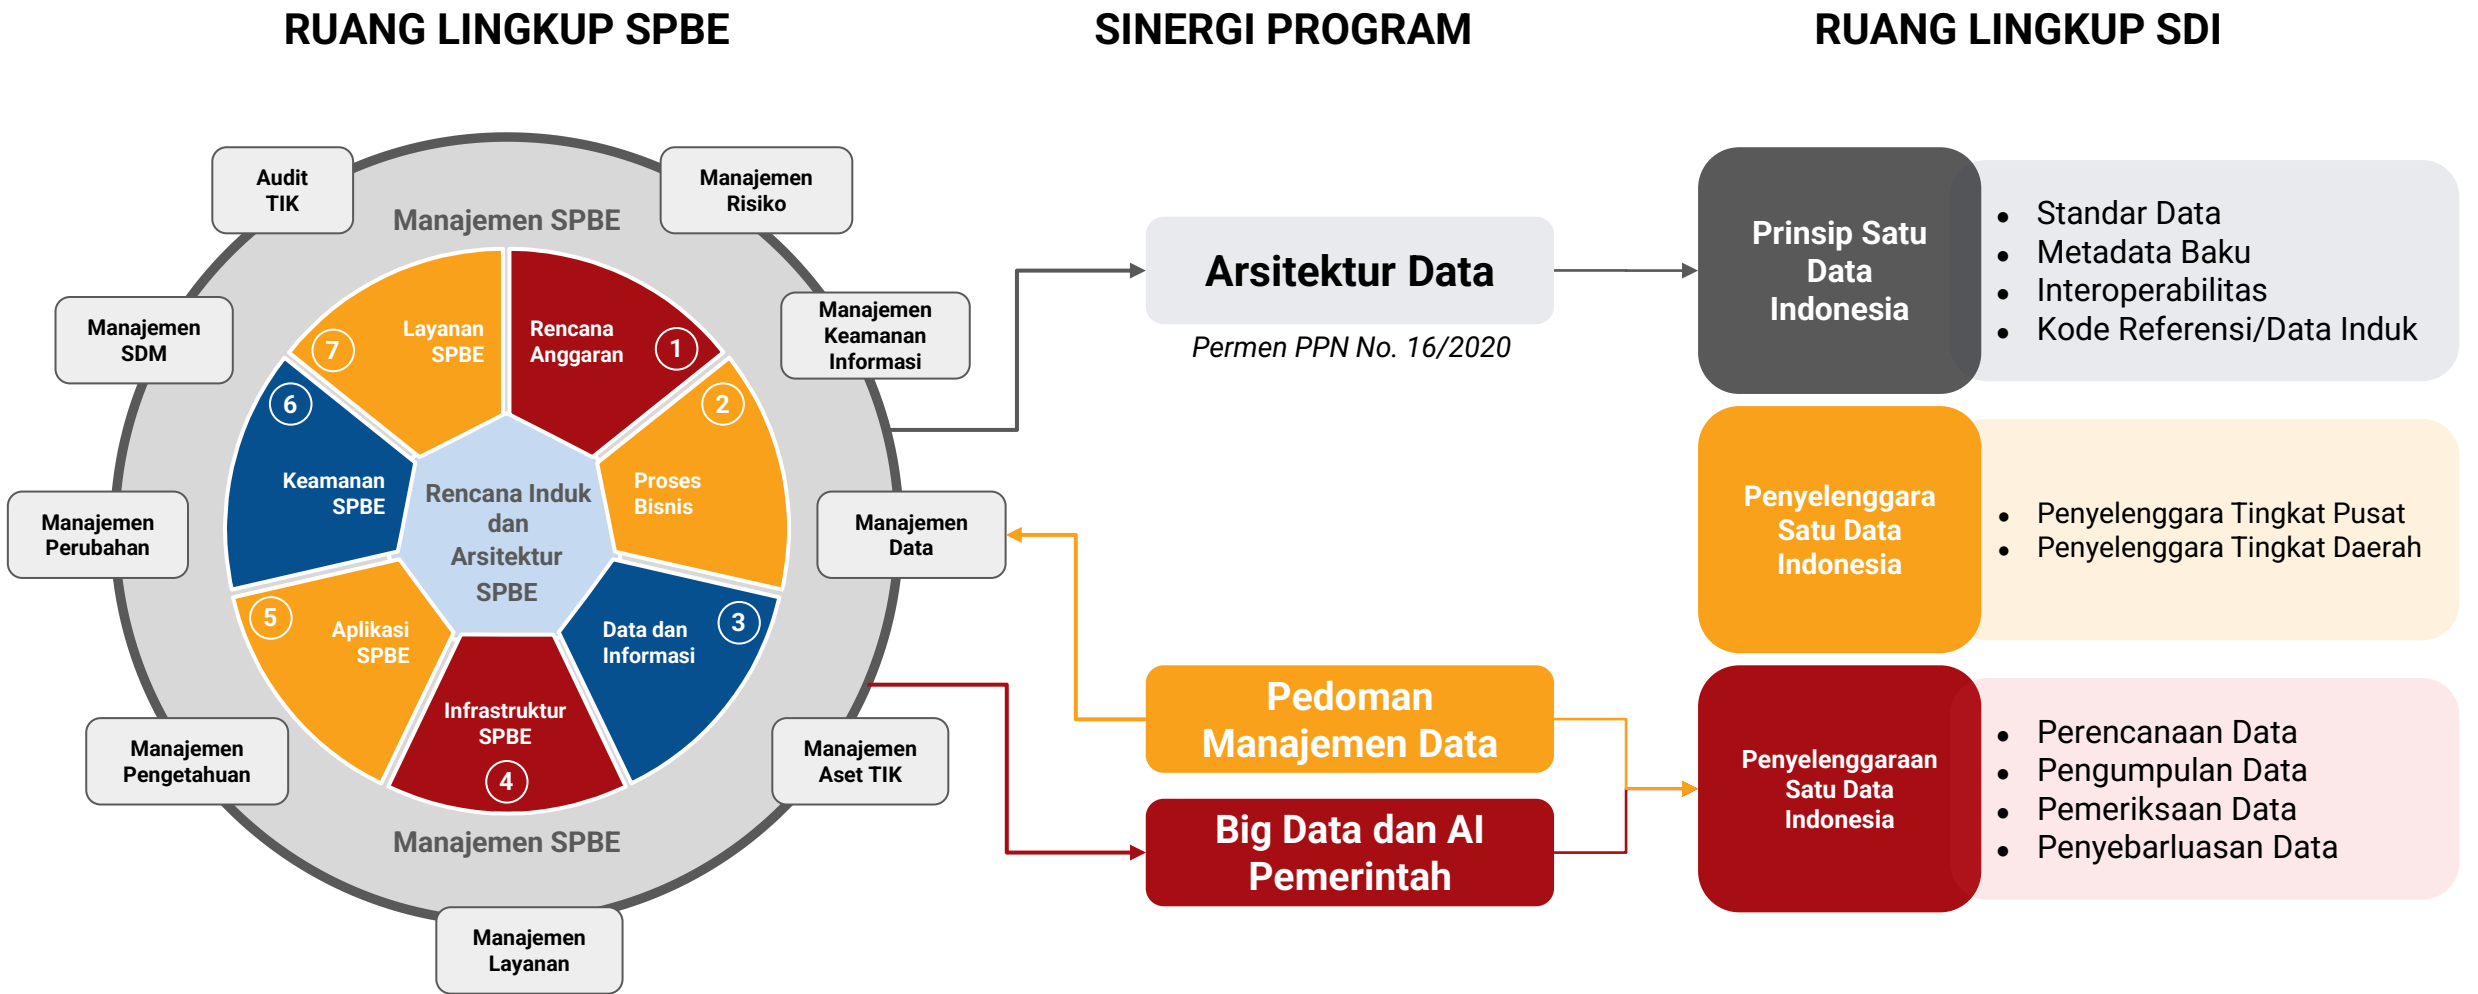 RUANG LINGKUP SPBE
SINERGI PROGRAM
RUANG LINGKUP SDI
Audit
TIK
Manajemen
Risiko
Manajemen
SDM
Manajemen
Keamanan
Informasi
Manajemen
Perubahan
Manajemen
Data
Manajemen
Pengetahuan
Manajemen
Aset TIK
Manajemen
Layanan
Manajemen SPBE
Rencana
Anggaran
1
Proses
Bisnis
2
Data dan
Informasi
3
Infrastruktur
SPBE
4
Aplikasi
SPBE
5
Keamanan
SPBE
6
Layanan
SPBE
7
Rencana Induk
dan
Arsitektur
SPBE
Manajemen SPBE
Arsitektur Data
Permen PPN No. 16/2020
Pedoman
Manajemen Data
Big Data dan AI
Pemerintah
Prinsip Satu
Data
Indonesia
● Standar Data
● Metadata Baku
● Interoperabilitas
● Kode Referensi/Data Induk
Penyelenggara
Satu Data
Indonesia
● Penyelenggara Tingkat Pusat
● Penyelenggara Tingkat Daerah
Penyelenggaraan
Satu Data
Indonesia
● Perencanaan Data
● Pengumpulan Data
● Pemeriksaan Data
● Penyebarluasan Data